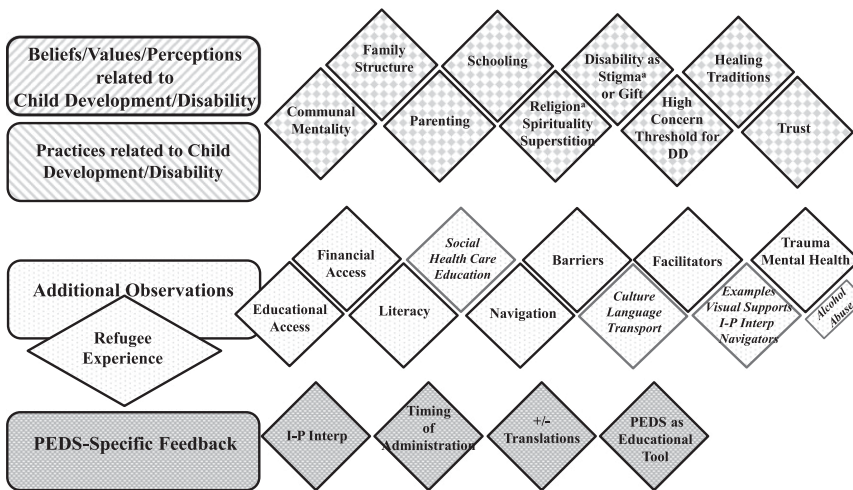 Beliefs/Values/Perceptions
related to
Child Development/Disability
Practices related to Child
Development/Disability
Communal
Mentality
Family
Structure
Parenting
Schooling
Religionᵃ
Spirituality
Superstition
Disability as
Stigmaᵃ
or Gift
High
Concern
Threshold for
DD
Healing
Traditions
Trust
Additional Observations
Refugee
Experience
Educational
Access
Financial
Access
Literacy
Social
Health Care
Education
Navigation
Barriers
Culture
Language
Transport
Facilitators
Examples
Visual Supports
I-P Interp
Navigators
Trauma
Mental Health
Alcohol
Abuse
PEDS-Specific Feedback
I-P Interp
Timing
of
Administration
+/-
Translations
PEDS as
Educational
Tool